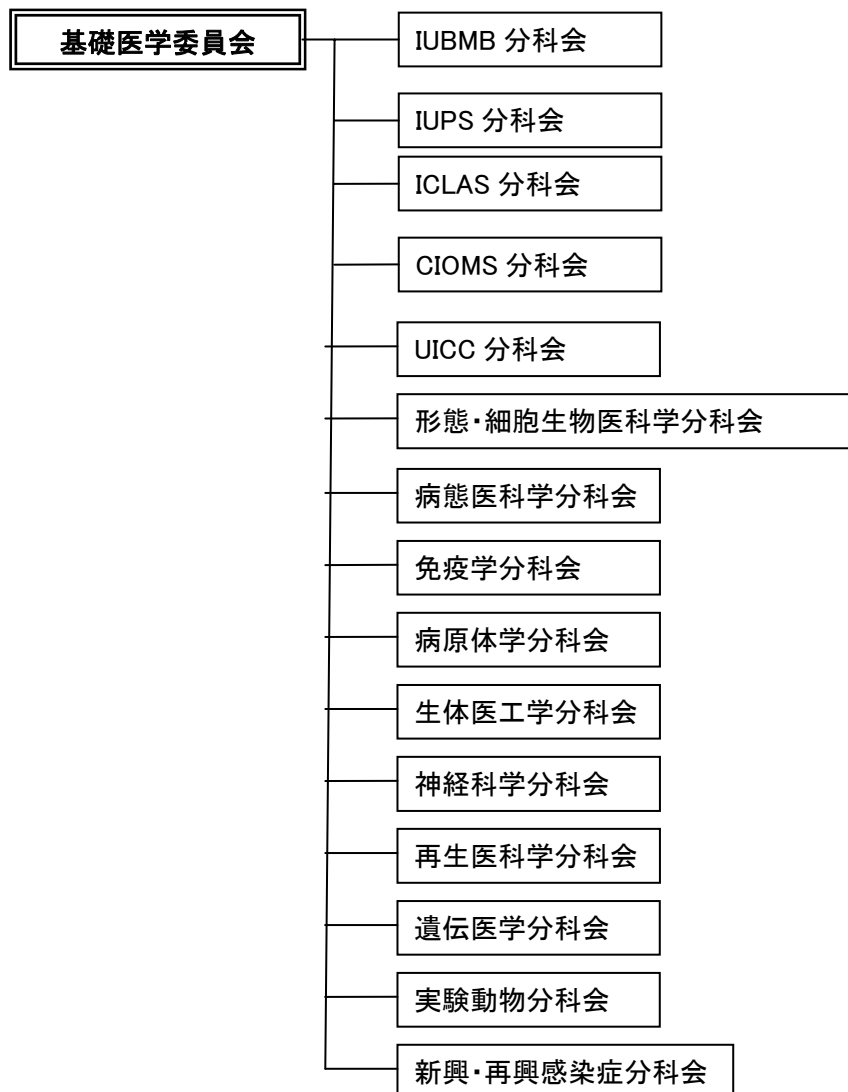 基礎医学委員会
IUBMB 分科会
IUPS 分科会
ICLAS 分科会
CIOMS 分科会
UICC 分科会
形態・細胞生物医科学分科会
病態医科学分科会
免疫学分科会
病原体学分科会
生体医工学分科会
神経科学分科会
再生医科学分科会
遺伝医学分科会
実験動物分科会
新興・再興感染症分科会